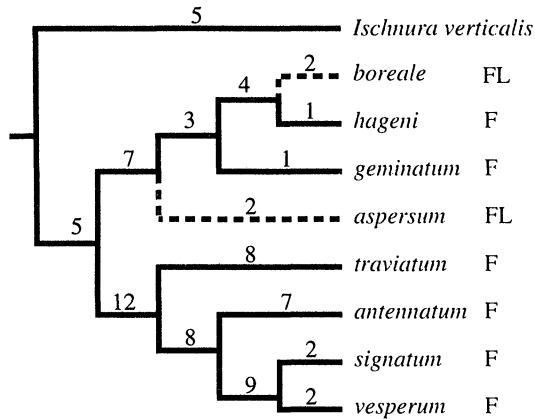 5 Ischnura verticalis
2 boreale FL
4
1 hageni F
3
1 geminatum F
7
2 aspersum FL
5
8 traviatum F
12
7 antennatum F
8
2 signatum F
9
2 vesperum F